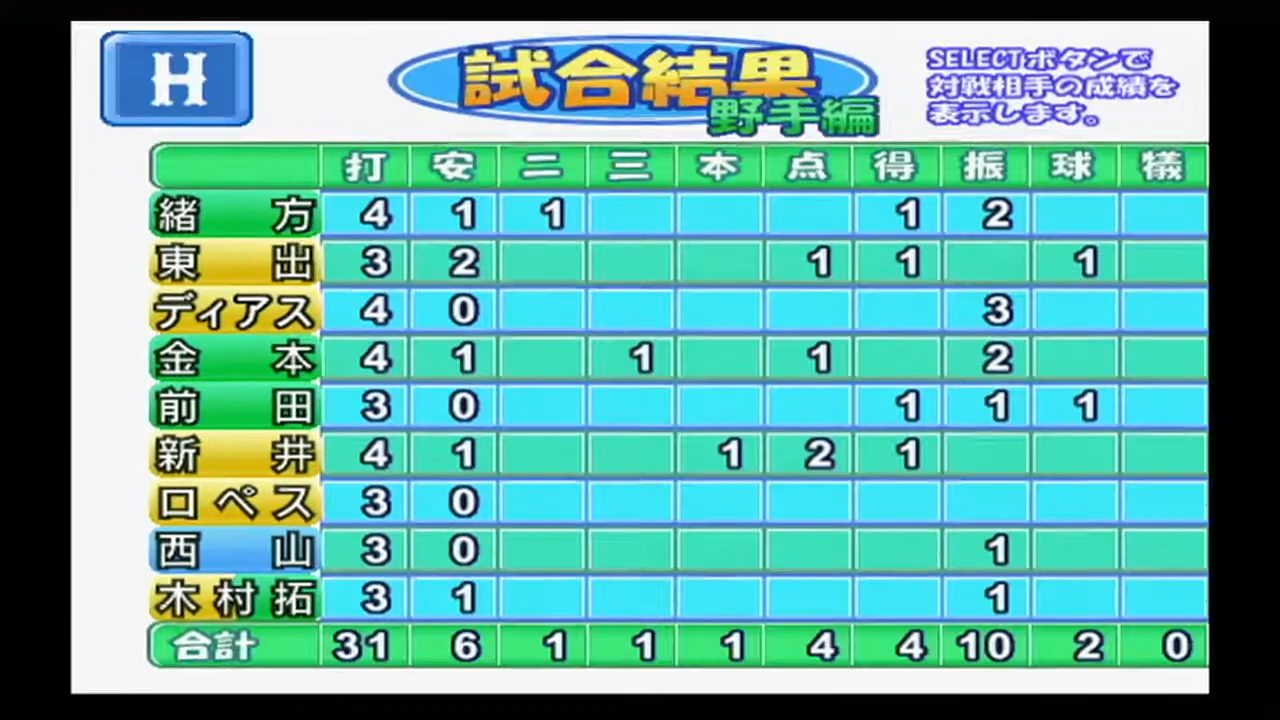 H
試合結果
野手編
SELECTボタンで
対戦相手の成績を
表示します。
打 安 二 三 本 点 得 振 球 犠
緒方 4 1 1 1 2
東出 3 2 1 1 1
ディアス 4 0 3
金本 4 1 1 1 2
前田 3 0 1 1 1
新井 4 1 1 2 1
ロペス 3 0
西山 3 0 1
木村拓 3 1 1
合計 31 6 1 1 1 4 4 10 2 0